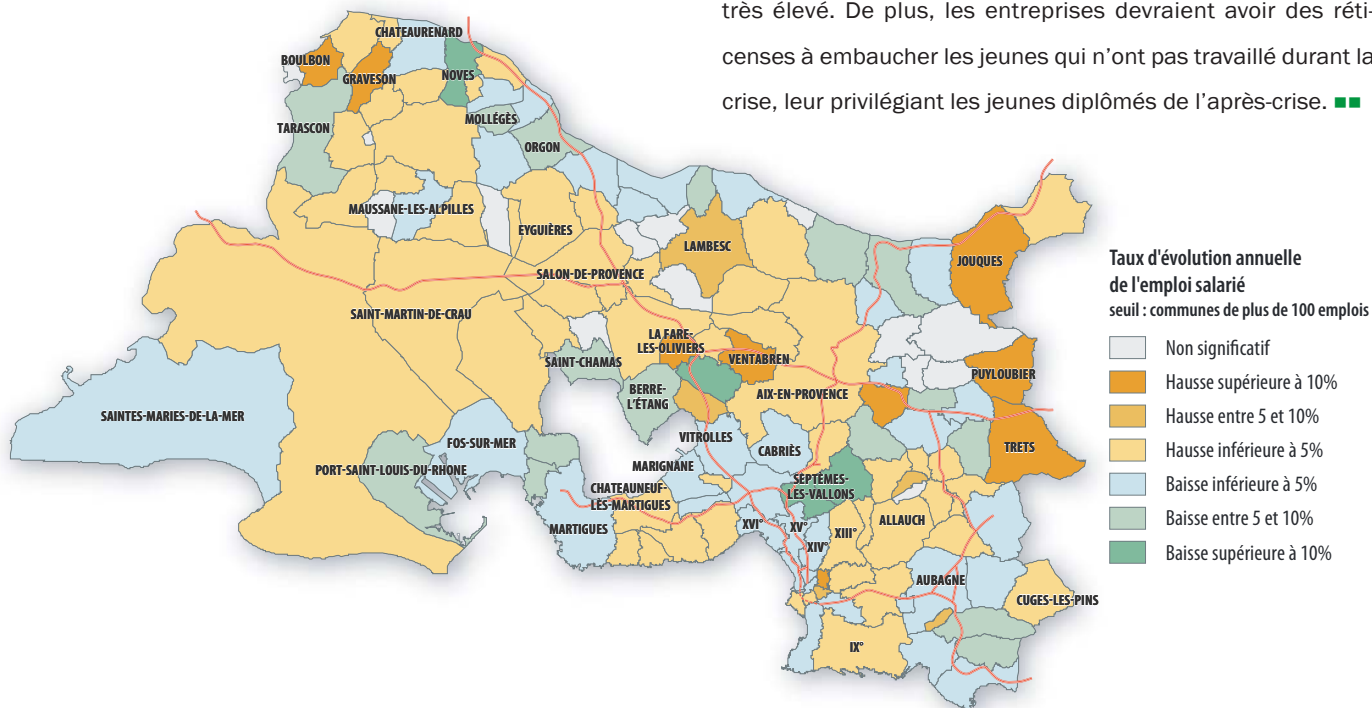 très élevé. De plus, les entreprises devraient avoir des réti-
censes à embaucher les jeunes qui n'ont pas travaillé durant la
crise, leur privilégiant les jeunes diplômés de l'après-crise.
CHATEAURENARD
BOULBON
GRAVESON
NOVES
TARASCON
MOLLÉGÈS
ORGON
MAUSSANE-LES-ALPILLES
EYGUIÈRES
LAMBESC
JOUQUES
SALON-DE-PROVENCE
SAINT-MARTIN-DE-CRAU
LA FARE-
LES-OLIVIERS
SAINT-CHAMAS
VENTABREN
PUYLOUBIER
BERRE-
L'ÉTANG
AIX-EN-PROVENCE
SAINTES-MARIES-DE-LA-MER
FOS-SUR-MER
VITROLLES
CABRIÈS
TRETS
PORT-SAINT-LOUIS-DU-RHONE
MARIGNANE
SEPTÈMES-
LES-VALLONS
CHATEAUNEUF-
LÈS-MARTIGUES
MARTIGUES
XVI°
XV°
XIV°
XIII°
ALLAUCH
AUBAGNE
CUGES-LES-PINS
IX°
Taux d'évolution annuelle
de l'emploi salarié
seuil : communes de plus de 100 emplois
Non significatif
Hausse supérieure à 10%
Hausse entre 5 et 10%
Hausse inférieure à 5%
Baisse inférieure à 5%
Baisse entre 5 et 10%
Baisse supérieure à 10%